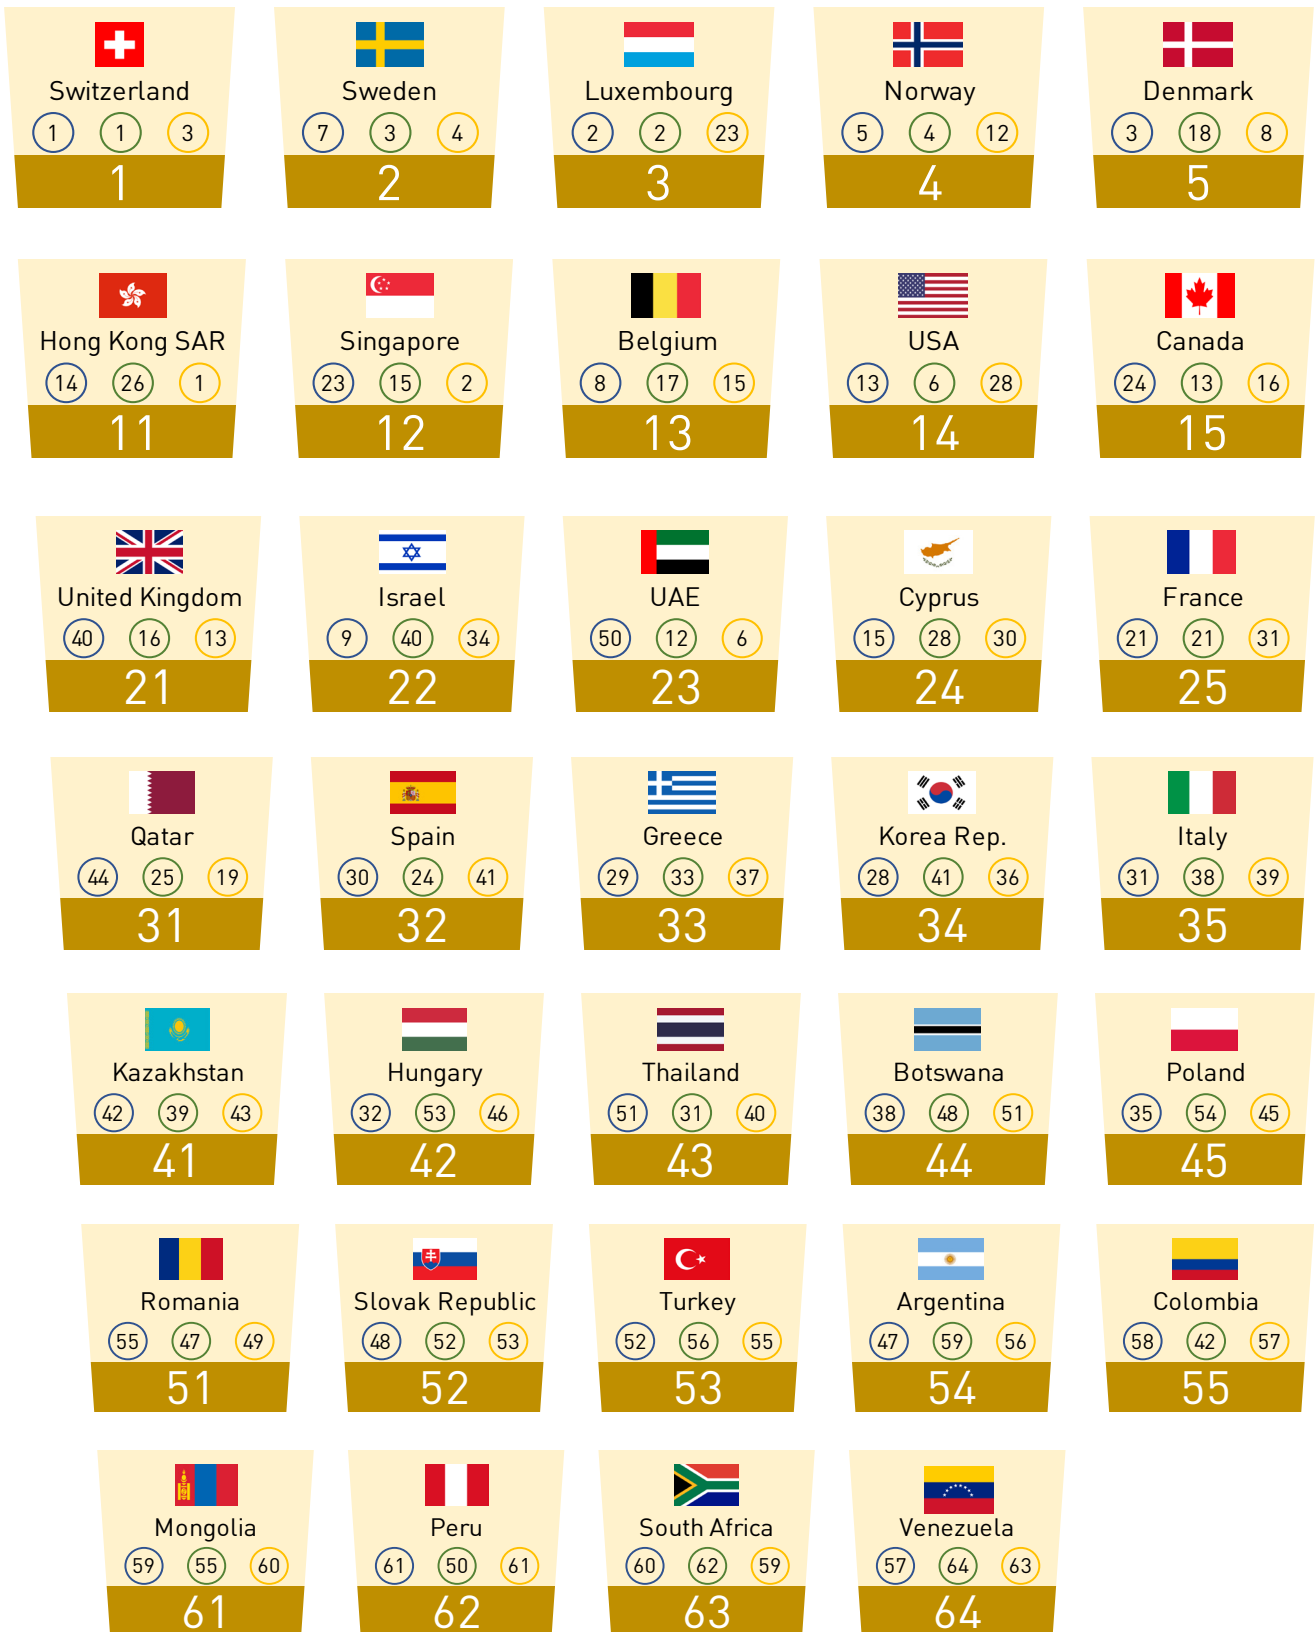 Switzerland Sweden Luxembourg Norway Denmark
1 1 3 7 3 4 2 2 23 5 4 12 3 18 8
1 2 3 4 5
Hong Kong SAR Singapore Belgium USA Canada
14 26 1 23 15 2 8 17 15 13 6 28 24 13 16
11 12 13 14 15
United Kingdom Israel UAE Cyprus France
40 16 13 9 40 34 50 12 6 15 28 30 21 21 31
21 22 23 24 25
Qatar Spain Greece Korea Rep. Italy
44 25 19 30 24 41 29 33 37 28 41 36 31 38 39
31 32 33 34 35
Kazakhstan Hungary Thailand Botswana Poland
42 39 43 32 53 46 51 31 40 38 48 51 35 54 45
41 42 43 44 45
Romania Slovak Republic Turkey Argentina Colombia
55 47 49 48 52 53 52 56 55 47 59 56 58 42 57
51 52 53 54 55
Mongolia Peru South Africa Venezuela
59 55 60 61 50 61 60 62 59 57 64 63
61 62 63 64